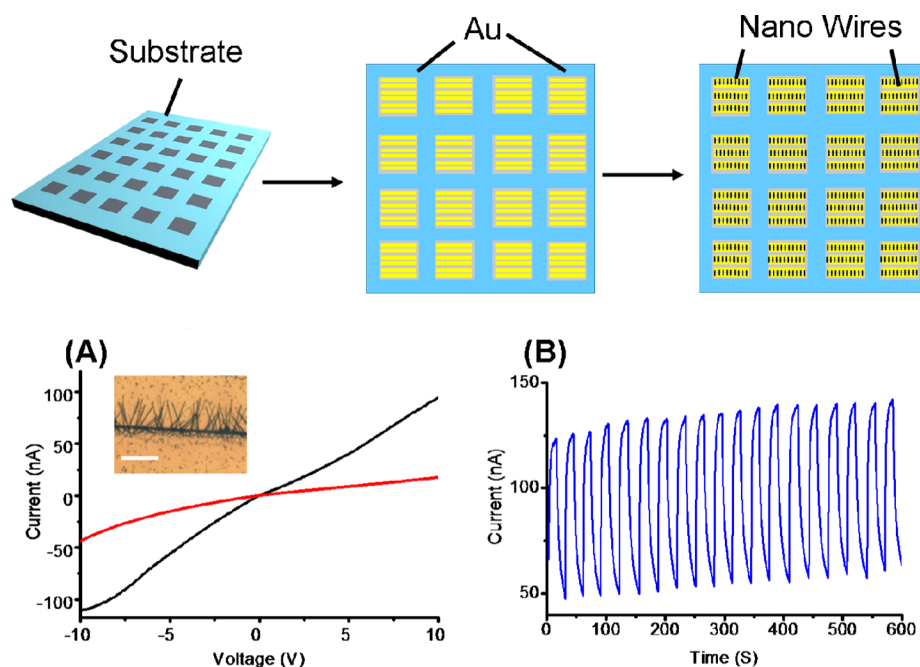 Substrate
Au
Nano Wires
(A)
100
50
0
-50
-100
Current (nA)
-10
-5
0
5
10
Voltage (V)
(B)
150
100
50
Current (nA)
0
100
200
300
400
500
600
Time (S)